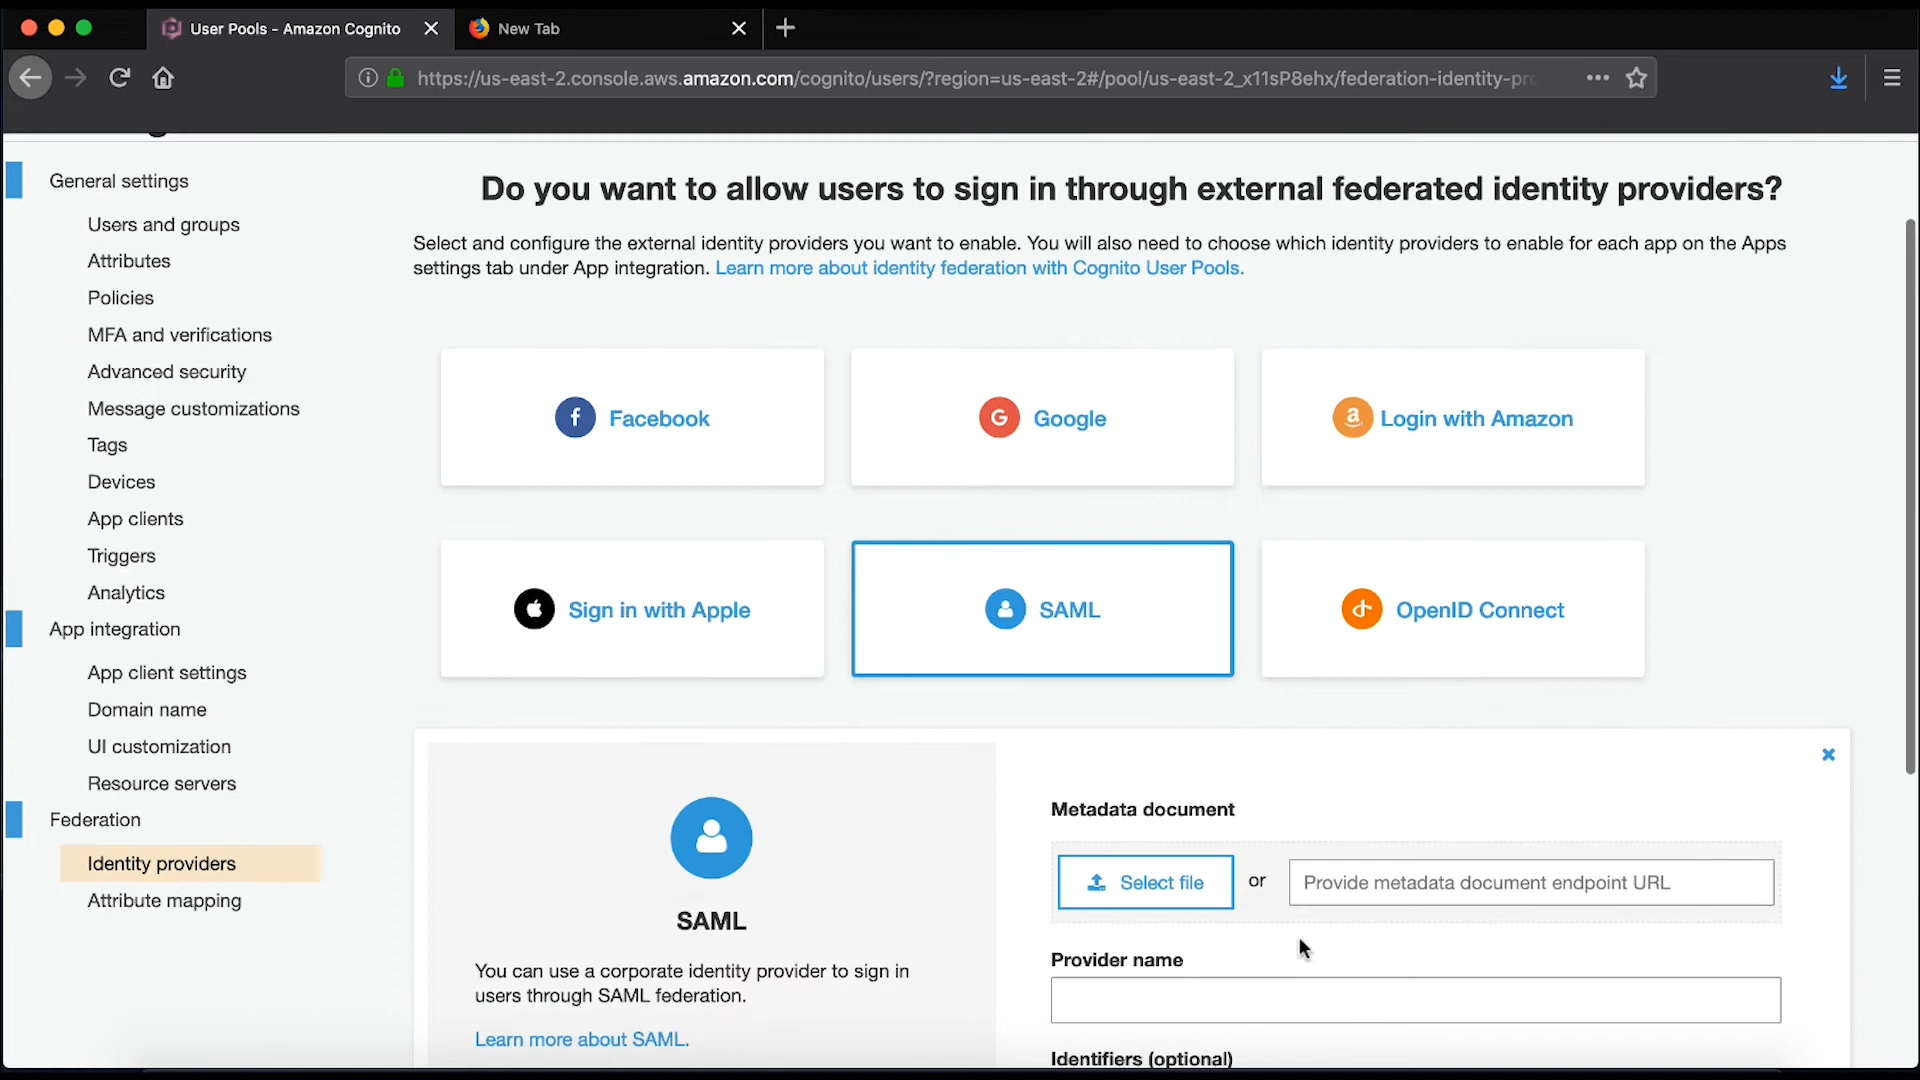 User Pools - Amazon Cognito
New Tab
https://us-east-2.console.aws.amazon.com/cognito/users/?region=us-east-2#/pool/us-east-2_x11sP8ehx/federation-identity-pro
General settings
Users and groups
Attributes
Policies
MFA and verifications
Advanced security
Message customizations
Tags
Devices
App clients
Triggers
Analytics
App integration
App client settings
Domain name
UI customization
Resource servers
Federation
Identity providers
Attribute mapping
Do you want to allow users to sign in through external federated identity providers?
Select and configure the external identity providers you want to enable. You will also need to choose which identity providers to enable for each app on the Apps
settings tab under App integration. Learn more about identity federation with Cognito User Pools.
f Facebook
G Google
a Login with Amazon
Sign in with Apple
SAML
OpenID Connect
SAML
You can use a corporate identity provider to sign in
users through SAML federation.
Learn more about SAML.
Metadata document
Select file or Provide metadata document endpoint URL
Provider name
Identifiers (optional)